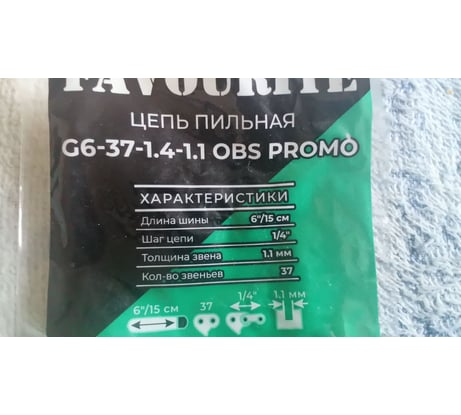 FAVOURITE
ЦЕПЬ ПИЛЬНАЯ
G6-37-1.4-1.1 OBS PROMO
ХАРАКТЕРИСТИКИ
Длина шины 6"/15 см
Шаг цепи 1/4"
Толщина звена 1.1 мм
Кол-во звеньев 37
6"/15 см 37 1/4" 1.1 мм